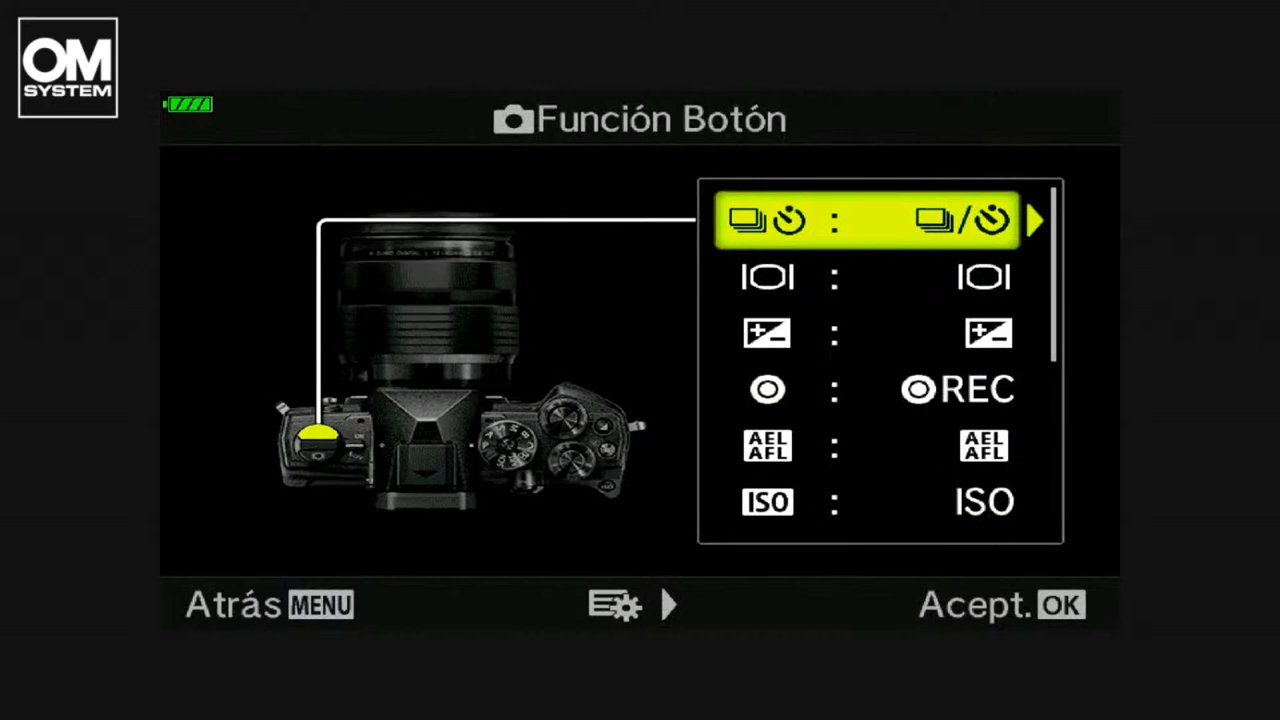 OM
SYSTEM
Función Botón
REC
AEL AEL
AFL AFL
ISO : ISO
Atrás MENU
Acept. OK